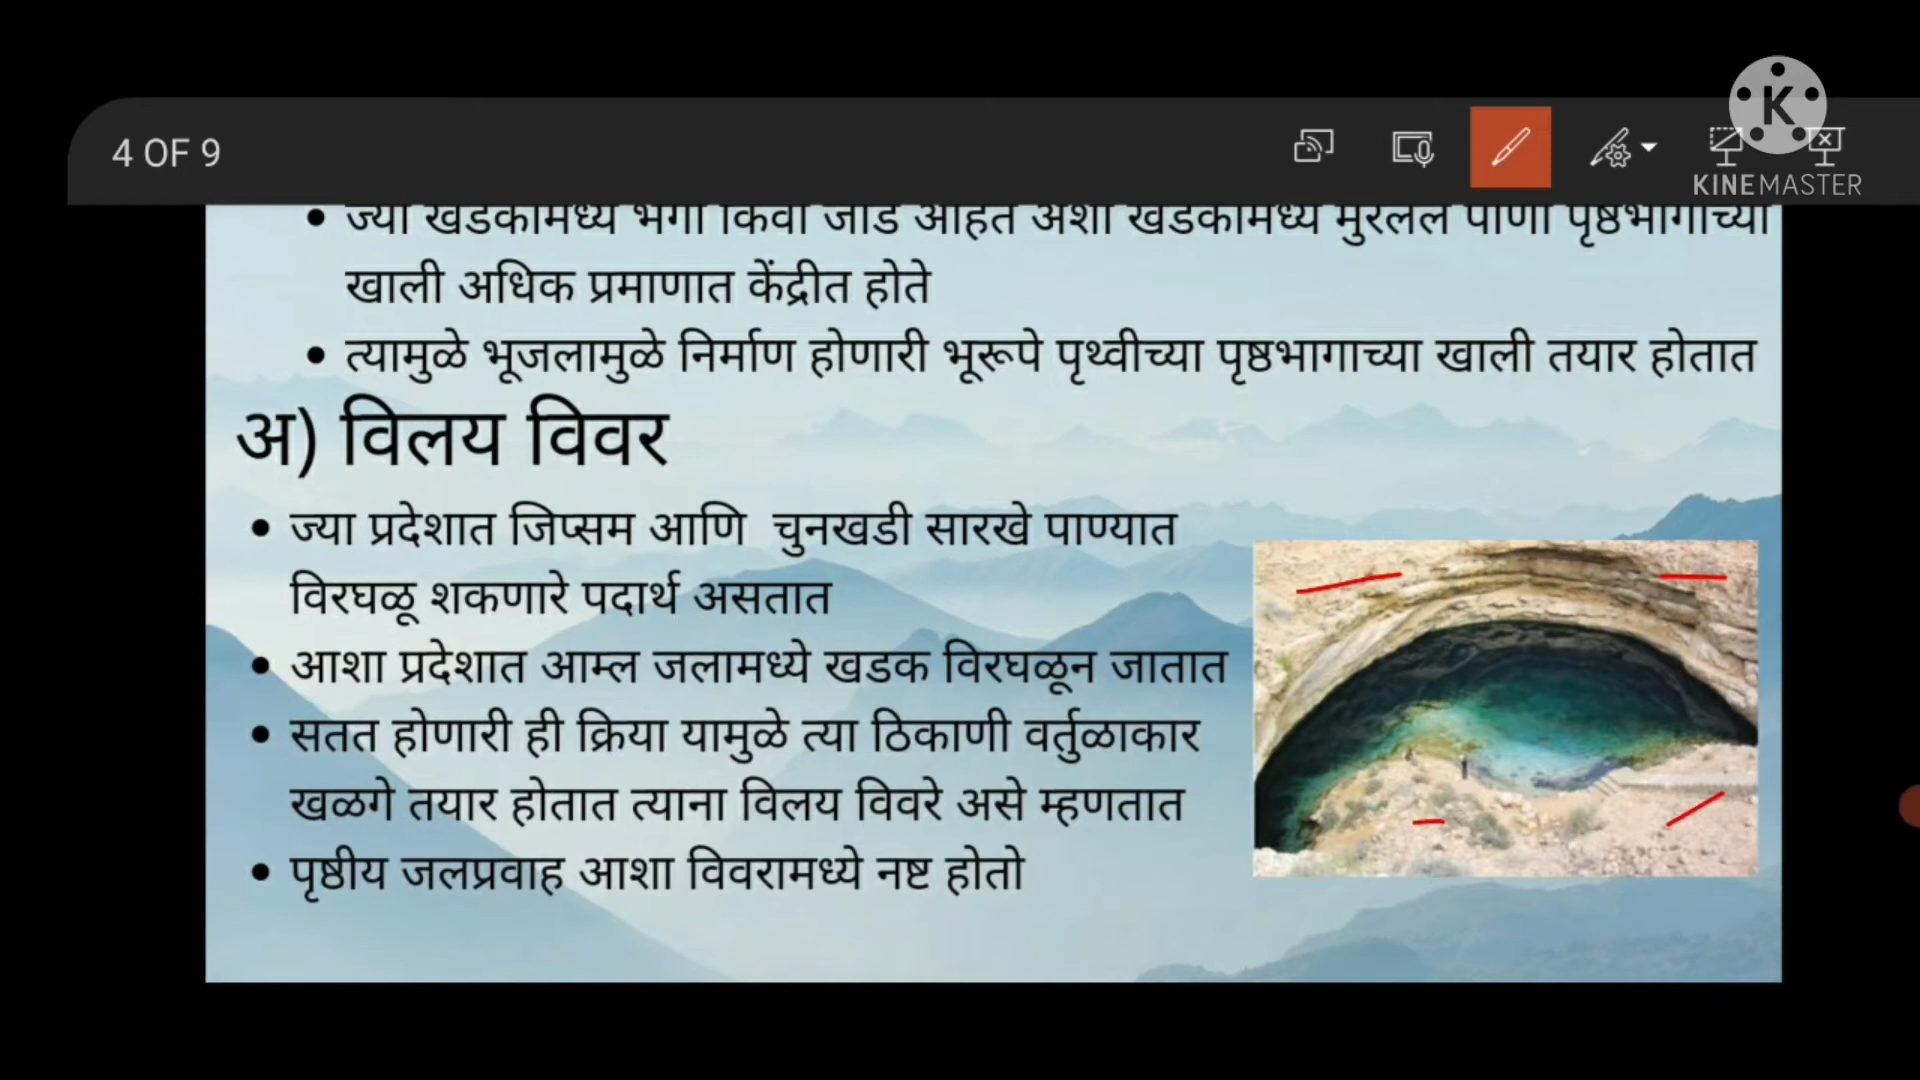 4 OF 9
KINEMASTER
खाली अधिक प्रमाणात केंद्रीत होते
• त्यामुळे भूजलामुळे निर्माण होणारी भूरूपे पृथ्वीच्या पृष्ठभागाच्या खाली तयार होतात
अ) विलय विवर
• ज्या प्रदेशात जिप्सम आणि चुनखडी सारखे पाण्यात
विरघळू शकणारे पदार्थ असतात
• आशा प्रदेशात आम्ल जलामध्ये खडक विरघळून जातात
• सतत होणारी ही क्रिया यामुळे त्या ठिकाणी वर्तुळाकार
खळगे तयार होतात त्याना विलय विवरे असे म्हणतात
• पृष्ठीय जलप्रवाह आशा विवरामध्ये नष्ट होतो